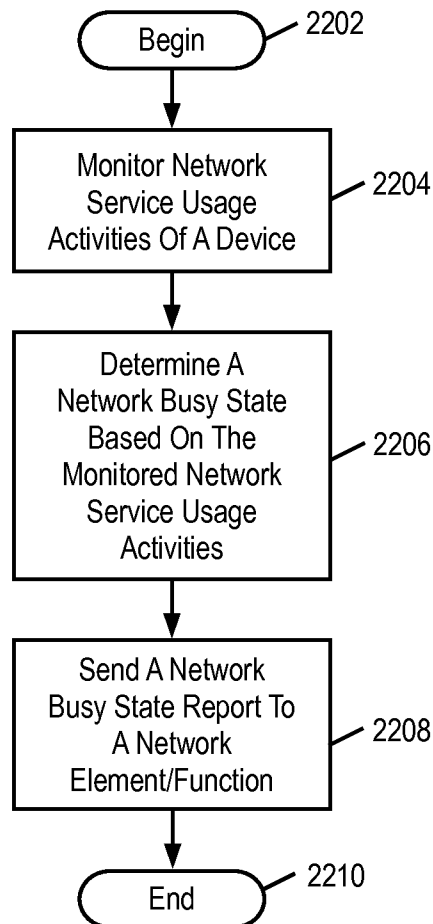 Begin
2202
Monitor Network
Service Usage
Activities Of A Device
2204
Determine A
Network Busy State
Based On The
Monitored Network
Service Usage
Activities
2206
Send A Network
Busy State Report To
A Network
Element/Function
2208
End
2210